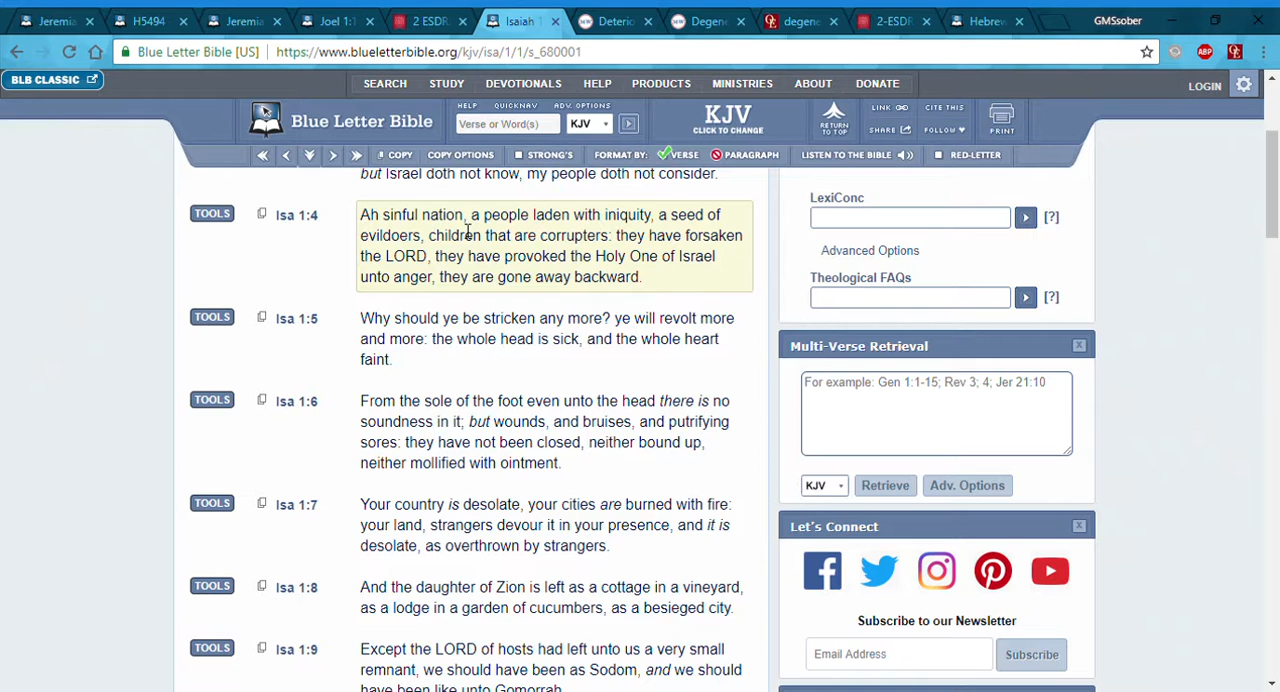 Jeremia
H5494
Jeremia
Joel 1:1
2 ESDR
Isaiah 1
Deterio
Degene
degene
2-ESDR
Hebrew
GMSsober
Blue Letter Bible [US]
https://www.blueletterbible.org/kjv/isa/1/1/s_680001
BLB CLASSIC
SEARCH STUDY DEVOTIONALS HELP PRODUCTS MINISTRIES ABOUT DONATE
LOGIN
Blue Letter Bible
HELP QUICKNAV ADV. OPTIONS
Verse or Word(s)
KJV
KJV
CLICK TO CHANGE
RETURN
TO TOP
LINK CITE THIS
SHARE FOLLOW
PRINT
COPY COPY OPTIONS STRONG'S FORMAT BY: VERSE PARAGRAPH LISTEN TO THE BIBLE RED-LETTER
but Israel doth not know, my people doth not consider.
TOOLS Isa 1:4
Ah sinful nation, a people laden with iniquity, a seed of
evildoers, children that are corrupters: they have forsaken
the LORD, they have provoked the Holy One of Israel
unto anger, they are gone away backward.
TOOLS Isa 1:5
Why should ye be stricken any more? ye will revolt more
and more: the whole head is sick, and the whole heart
faint.
TOOLS Isa 1:6
From the sole of the foot even unto the head there is no
soundness in it; but wounds, and bruises, and putrifying
sores: they have not been closed, neither bound up,
neither mollified with ointment.
TOOLS Isa 1:7
Your country is desolate, your cities are burned with fire:
your land, strangers devour it in your presence, and it is
desolate, as overthrown by strangers.
TOOLS Isa 1:8
And the daughter of Zion is left as a cottage in a vineyard,
as a lodge in a garden of cucumbers, as a besieged city.
TOOLS Isa 1:9
Except the LORD of hosts had left unto us a very small
remnant, we should have been as Sodom, and we should
have been like unto Gomorrah.
LexiConc
[?]
Advanced Options
Theological FAQs
[?]
Multi-Verse Retrieval
For example: Gen 1:1-15; Rev 3; 4; Jer 21:10
KJV Retrieve Adv. Options
Let's Connect
Subscribe to our Newsletter
Email Address Subscribe